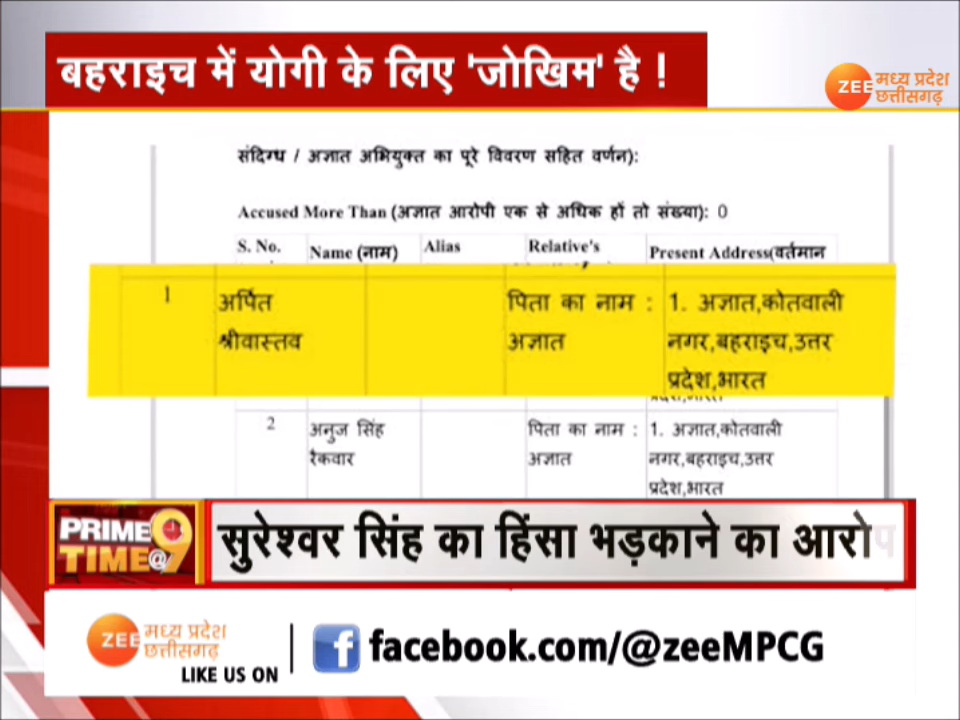 बहराइच में योगी के लिए 'जोखिम' है !
ZEE मध्य प्रदेश
छत्तीसगढ़
संदिग्ध / अज्ञात अभियुक्त का पूरे विवरण सहित वर्णन):
Accused More Than (अज्ञात आरोपी एक से अधिक हों तो संख्या): 0
S. No. Name (नाम) Alias Relative's Present Address(वर्तमान
1 अर्पित पिता का नाम : 1. अज्ञात,कोतवाली
श्रीवास्तव अज्ञात नगर,बहराइच,उत्तर
प्रदेश,भारत
2 अनुज सिंह पिता का नाम : 1. अज्ञात,कोतवाली
रैकवार अज्ञात नगर,बहराइच,उत्तर
प्रदेश,भारत
PRIME
TIME@9
सुरेश्वर सिंह का हिंसा भड़काने का आरोप
ZEE मध्य प्रदेश
छत्तीसगढ़
LIKE US ON
f facebook.com/@zeeMPCG